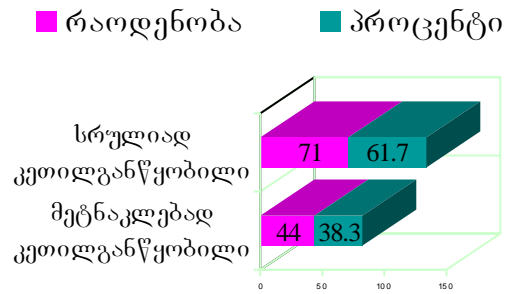 რაოდენობა პროცენტი
სრულიად
კეთილგანწყობილი
71 61.7
მეტნაკლებად
კეთილგანწყობილი
44 38.3
0 50 100 150